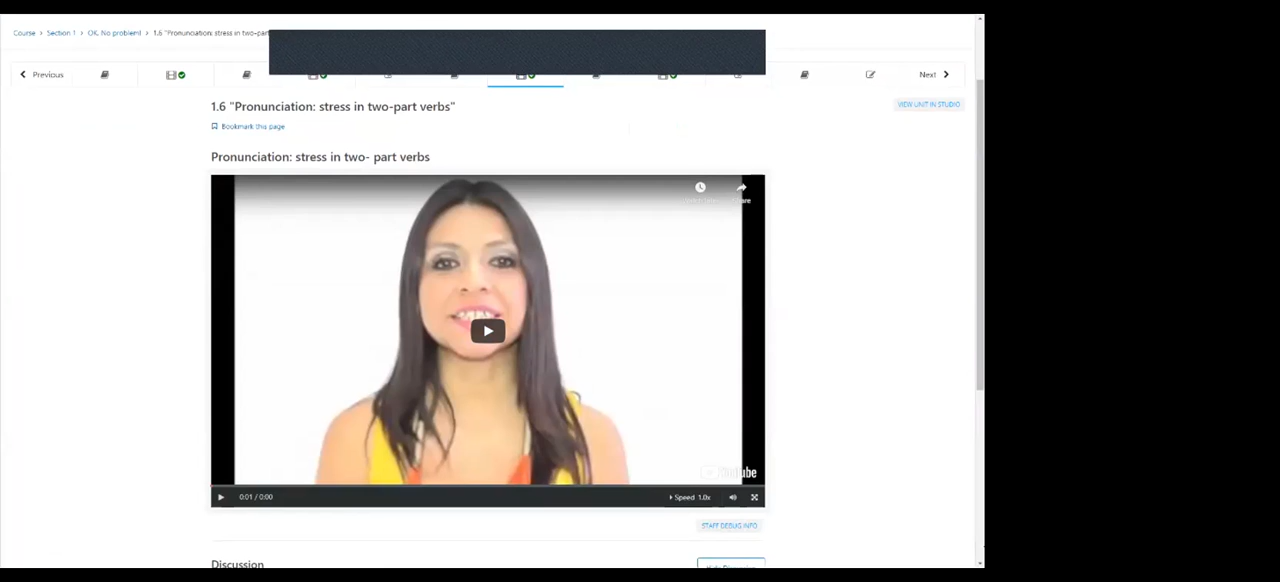 Course > Section 1 > OK. No problem! > 1.6 "Pronunciation: stress in two-part
Previous
Next
1.6 "Pronunciation: stress in two-part verbs"
VIEW UNIT IN STUDIO
Bookmark this page
Pronunciation: stress in two- part verbs
Share
YouTube
0:01 / 0:00
Speed 1.0x
STAFF DEBUG INFO
Discussion